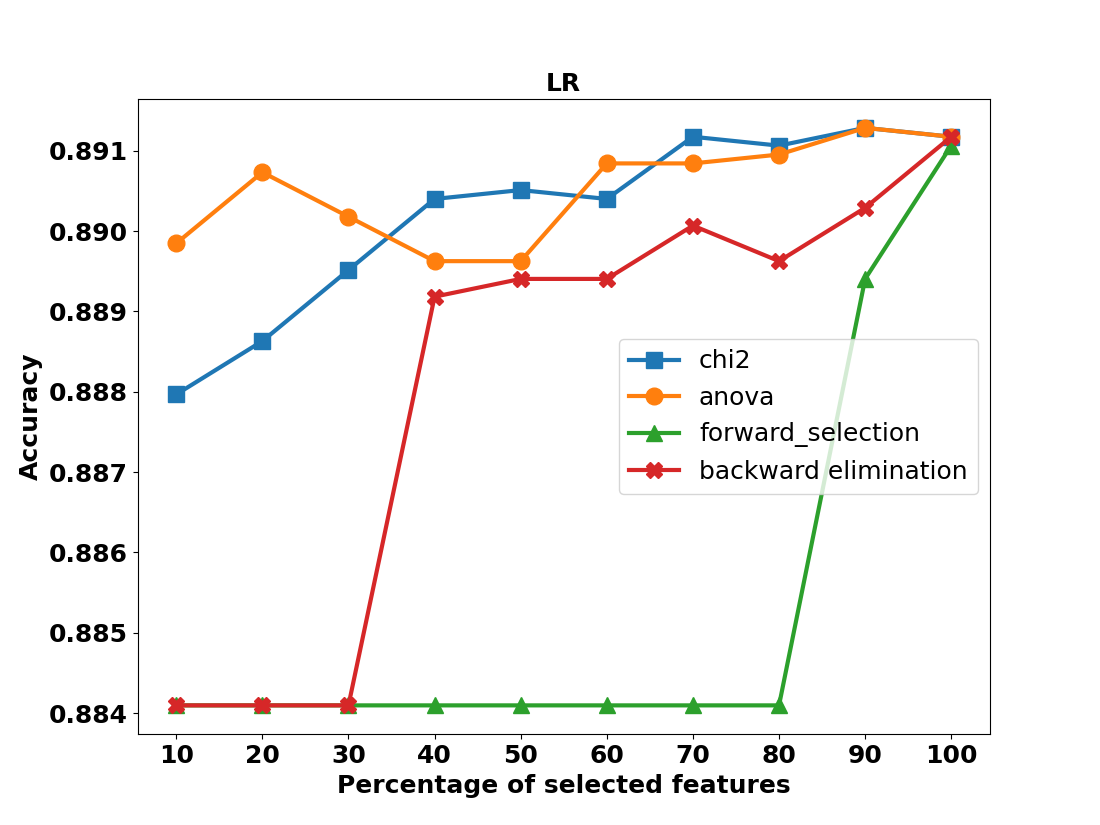 LR
Accuracy
0.891
0.890
0.889
0.888
0.887
0.886
0.885
0.884
chi2
anova
forward_selection
backward elimination
10 20 30 40 50 60 70 80 90 100
Percentage of selected features